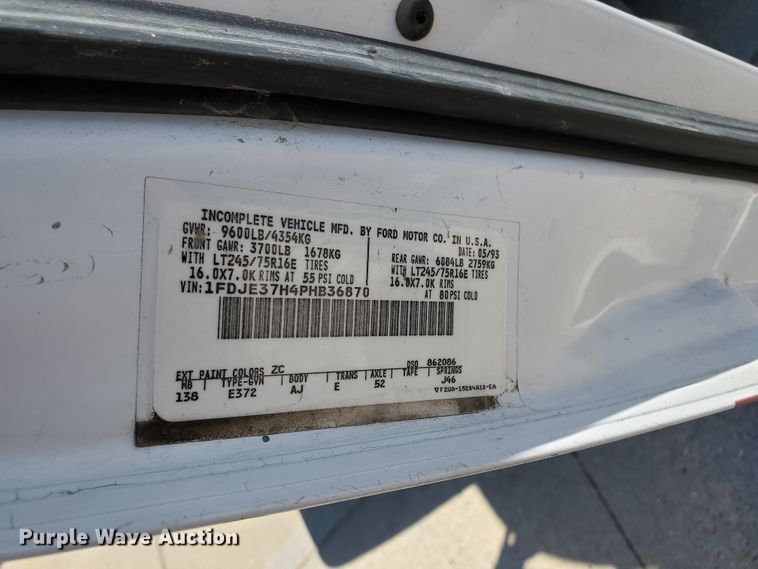 INCOMPLETE VEHICLE MFD. BY FORD MOTOR CO. IN U.S.A.
GVWR: 9600LB/4354KG 05/93
FRONT GAWR: 3700LB 1678KG REAR GAWR: 6084LB 2759KG
WITH LT245/75R16E TIRES WITH LT245/75R16E TIRES
16.0X7.0K RIMS AT 55 PSI COLD 16.0X7.0K RIMS
VIN: 1FDJE37H4PHB36870 AT 80 PSI COLD
EXT PAINT COLORS ZC DSO 862086
WB TYPE-GVW BODY TRANS AXLE TAPE SPRINGS
138 E372 AJ E 52 J46
Purple Wave Auction